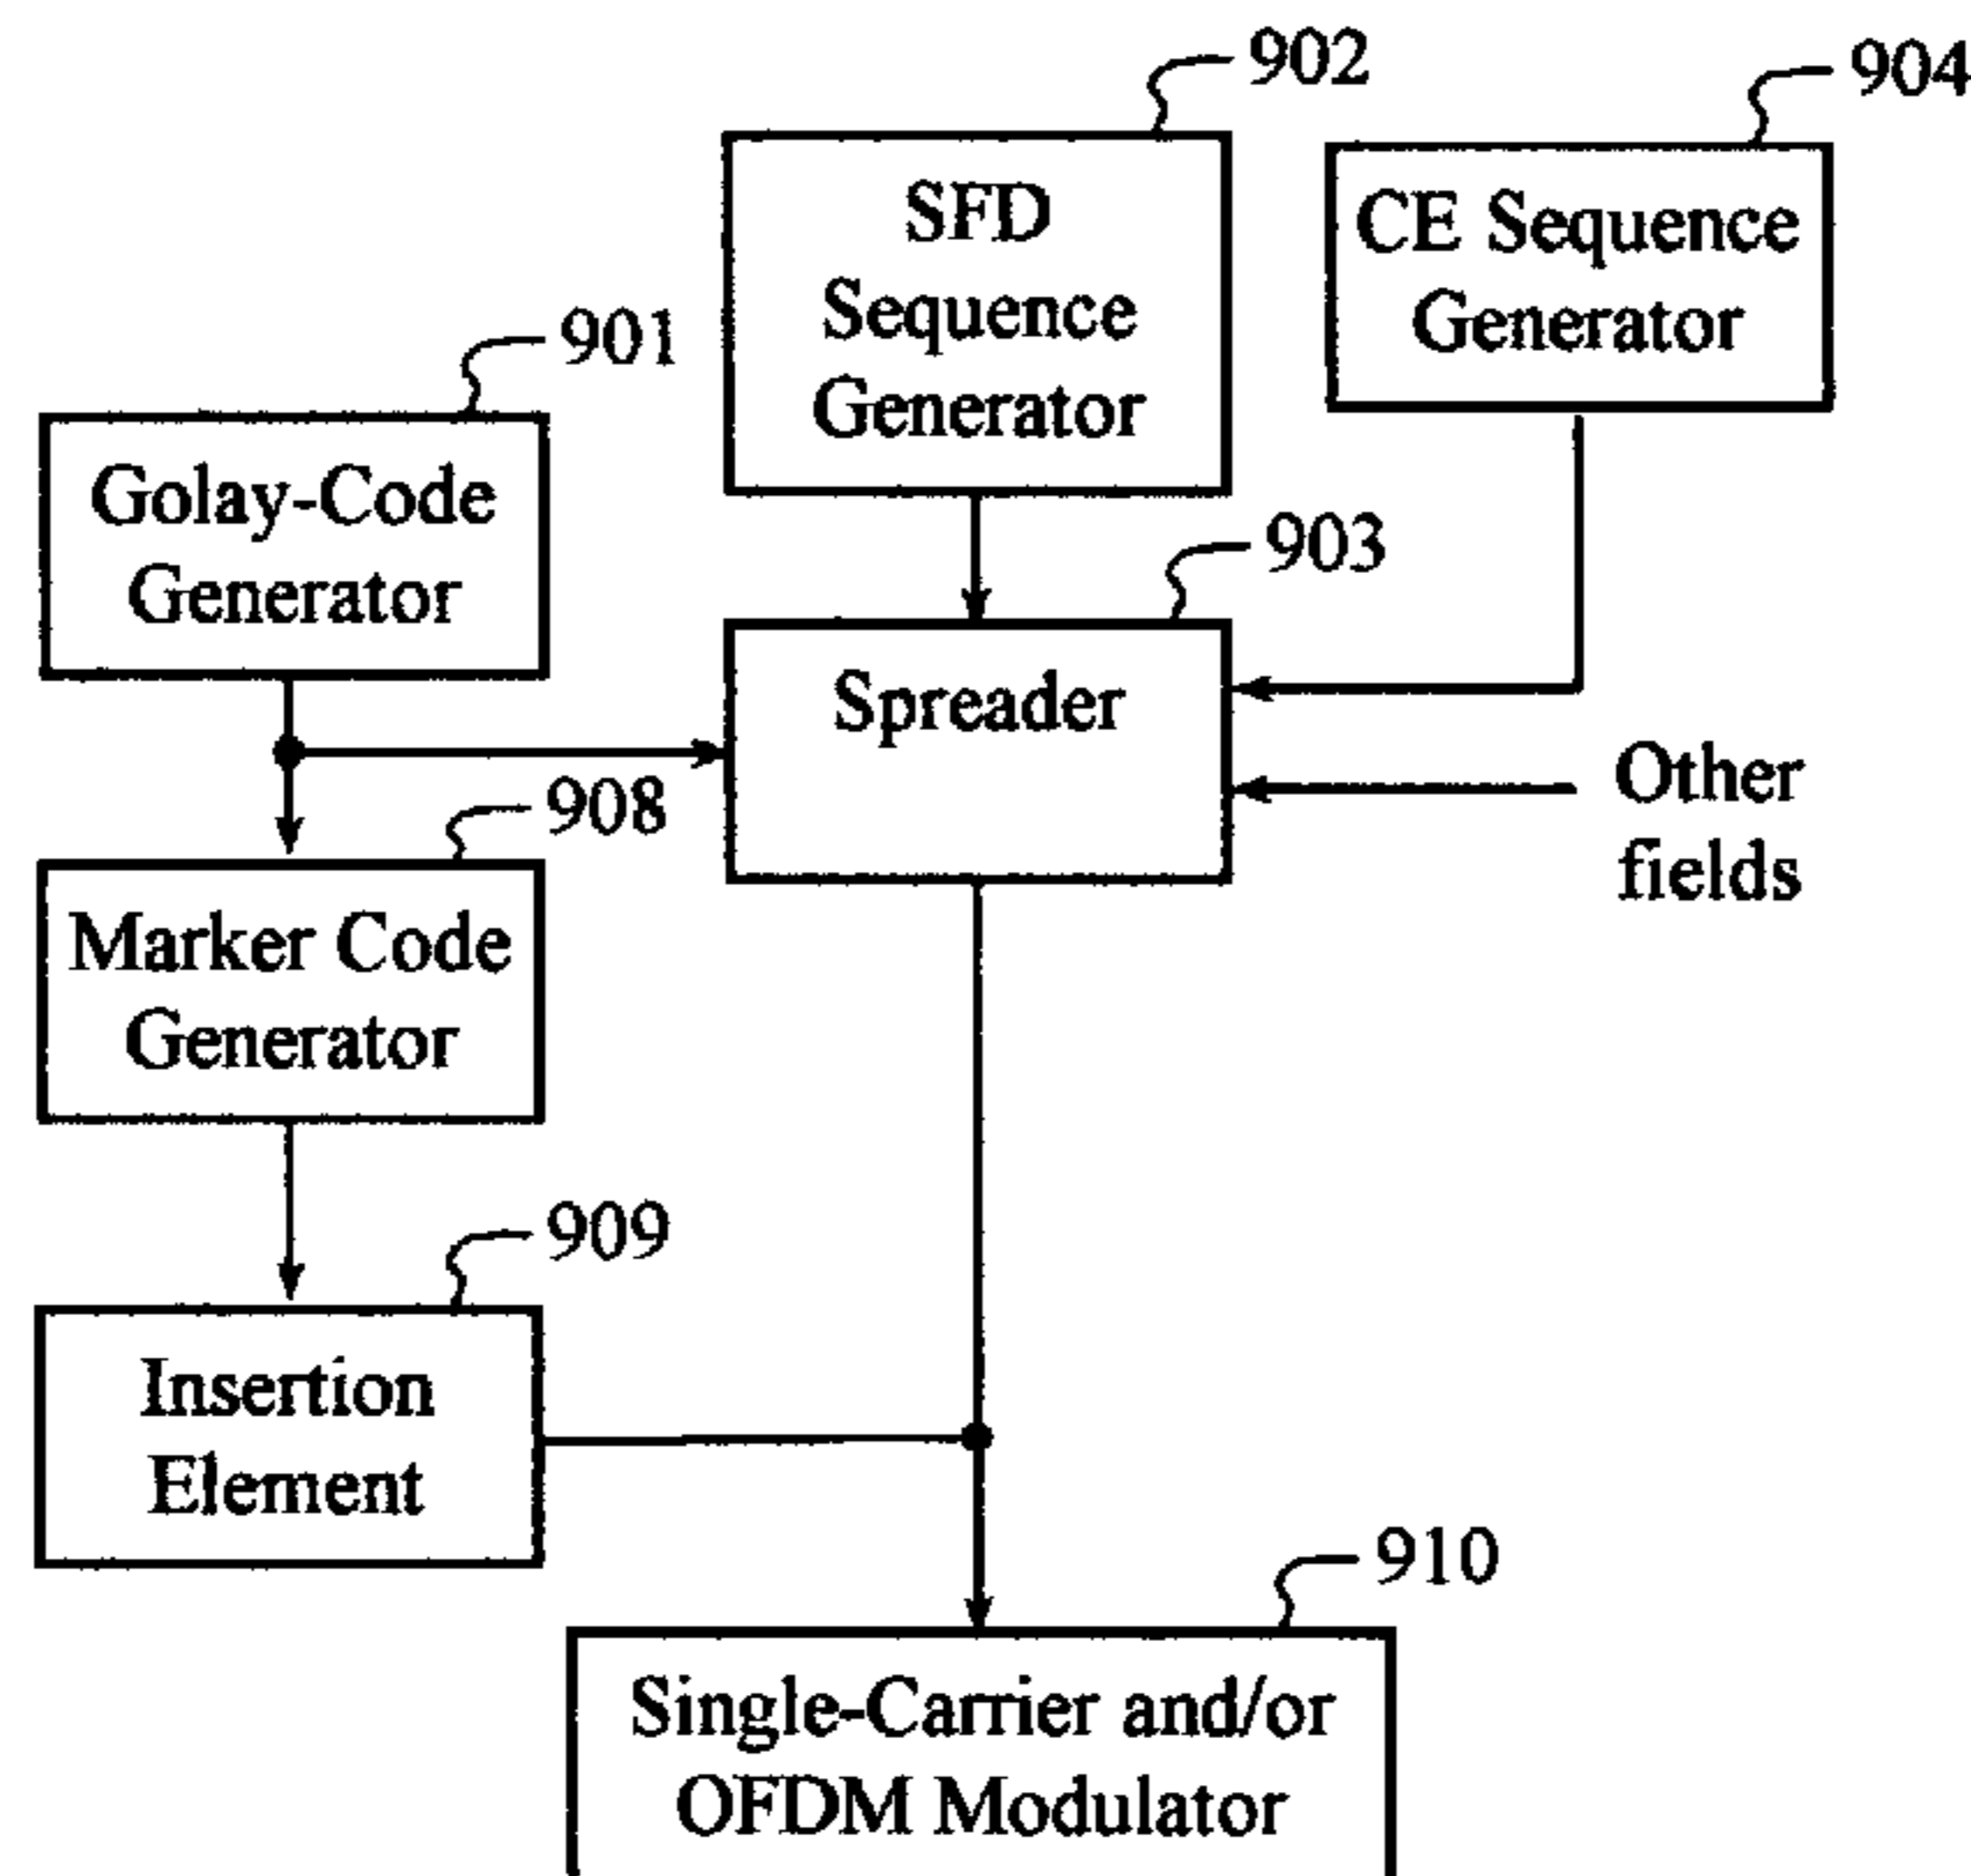 902
904
SFD
Sequence
Generator
CE Sequence
Generator
901
Golay-Code
Generator
903
Spreader
Other
fields
908
Marker Code
Generator
909
Insertion
Element
910
Single-Carrier and/or
OFDM Modulator